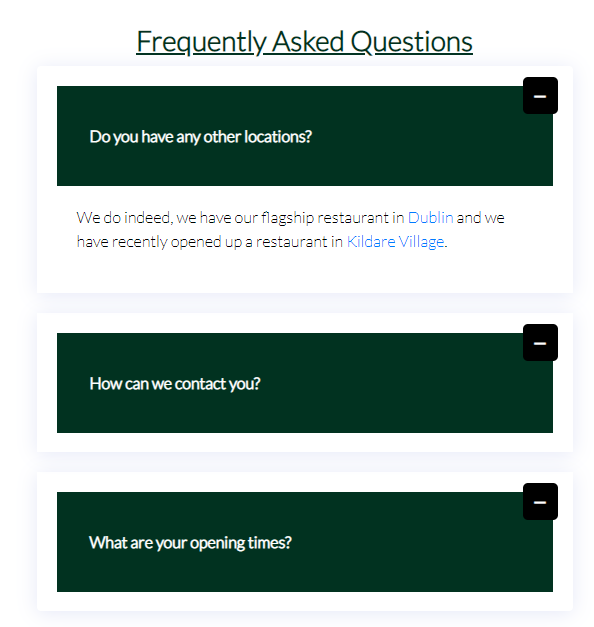 Frequently Asked Questions
Do you have any other locations?
We do indeed, we have our flagship restaurant in Dublin and we
have recently opened up a restaurant in Kildare Village.
How can we contact you?
What are your opening times?